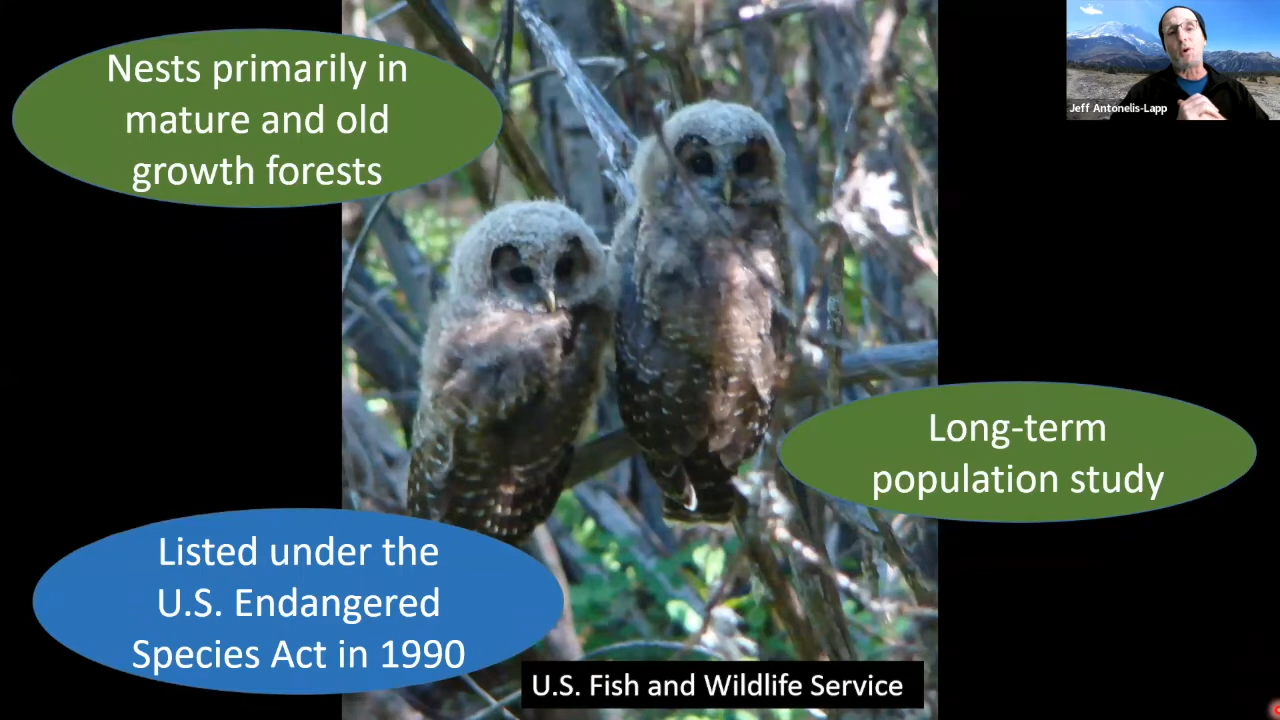 Nests primarily in
mature and old
growth forests
Jeff Antonelis-Lapp
Long-term
population study
Listed under the
U.S. Endangered
Species Act in 1990
U.S. Fish and Wildlife Service